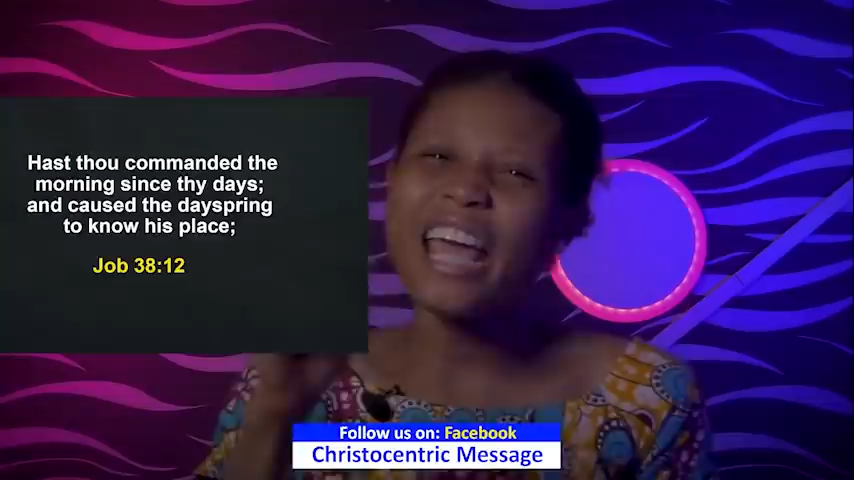 Hast thou commanded the
morning since thy days;
and caused the dayspring
to know his place;
Job 38:12
Follow us on: Facebook
Christocentric Message